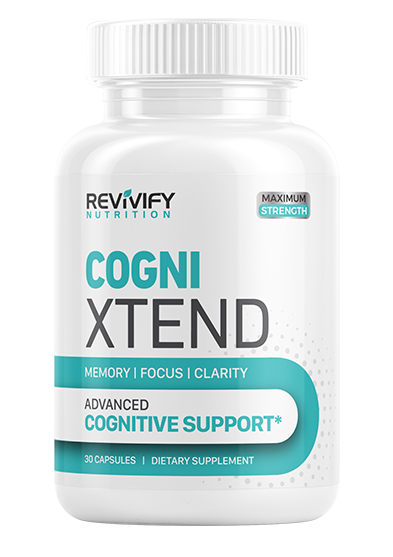 REVIVIFY
NUTRITION
MAXIMUM
STRENGTH
COGNI
XTEND
MEMORY | FOCUS | CLARITY
ADVANCED
COGNITIVE SUPPORT*
30 CAPSULES | DIETARY SUPPLEMENT